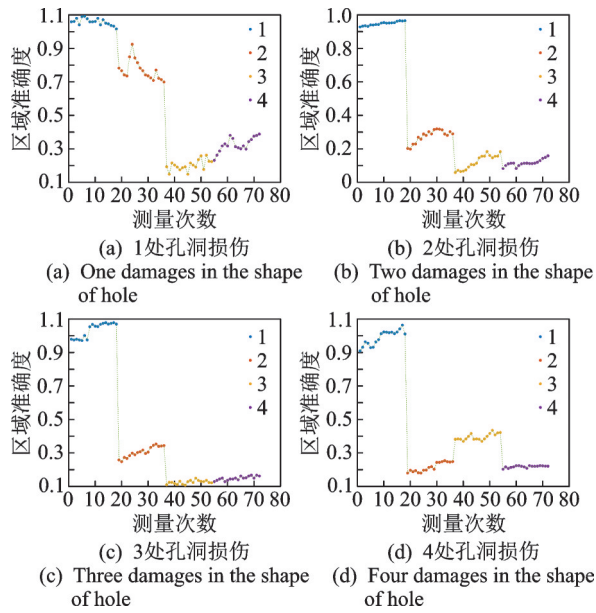 1.1
0.9
0.7
0.5
0.3
0.1
0 10 20 30 40 50 60 70 80
1
2
3
4
区域准确度
测量次数
(a) 1处孔洞损伤
(a) One damages in the shape
of hole
1.0
0.8
0.6
0.4
0.2
0
0 10 20 30 40 50 60 70 80
1
2
3
4
区域准确度
测量次数
(b) 2处孔洞损伤
(b) Two damages in the shape
of hole
1.1
0.9
0.7
0.5
0.3
0.1
0 10 20 30 40 50 60 70 80
1
2
3
4
区域准确度
测量次数
(c) 3处孔洞损伤
(c) Three damages in the shape
of hole
1.1
0.9
0.7
0.5
0.3
1.1
0 10 20 30 40 50 60 70 80
1
2
3
4
区域准确度
测量次数
(d) 4处孔洞损伤
(d) Four damages in the shape
of hole